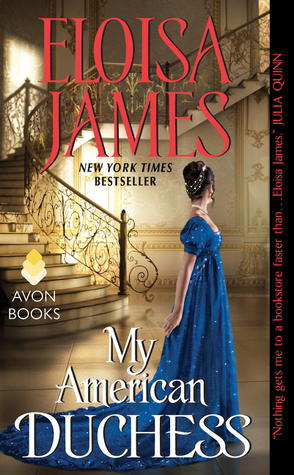 ELOISA
JAMES
NEW YORK TIMES
BESTSELLER
AVON
BOOKS
My
American
DUCHESS
"Nothing gets me to a bookstore faster than...Eloisa James." JULIA QUINN